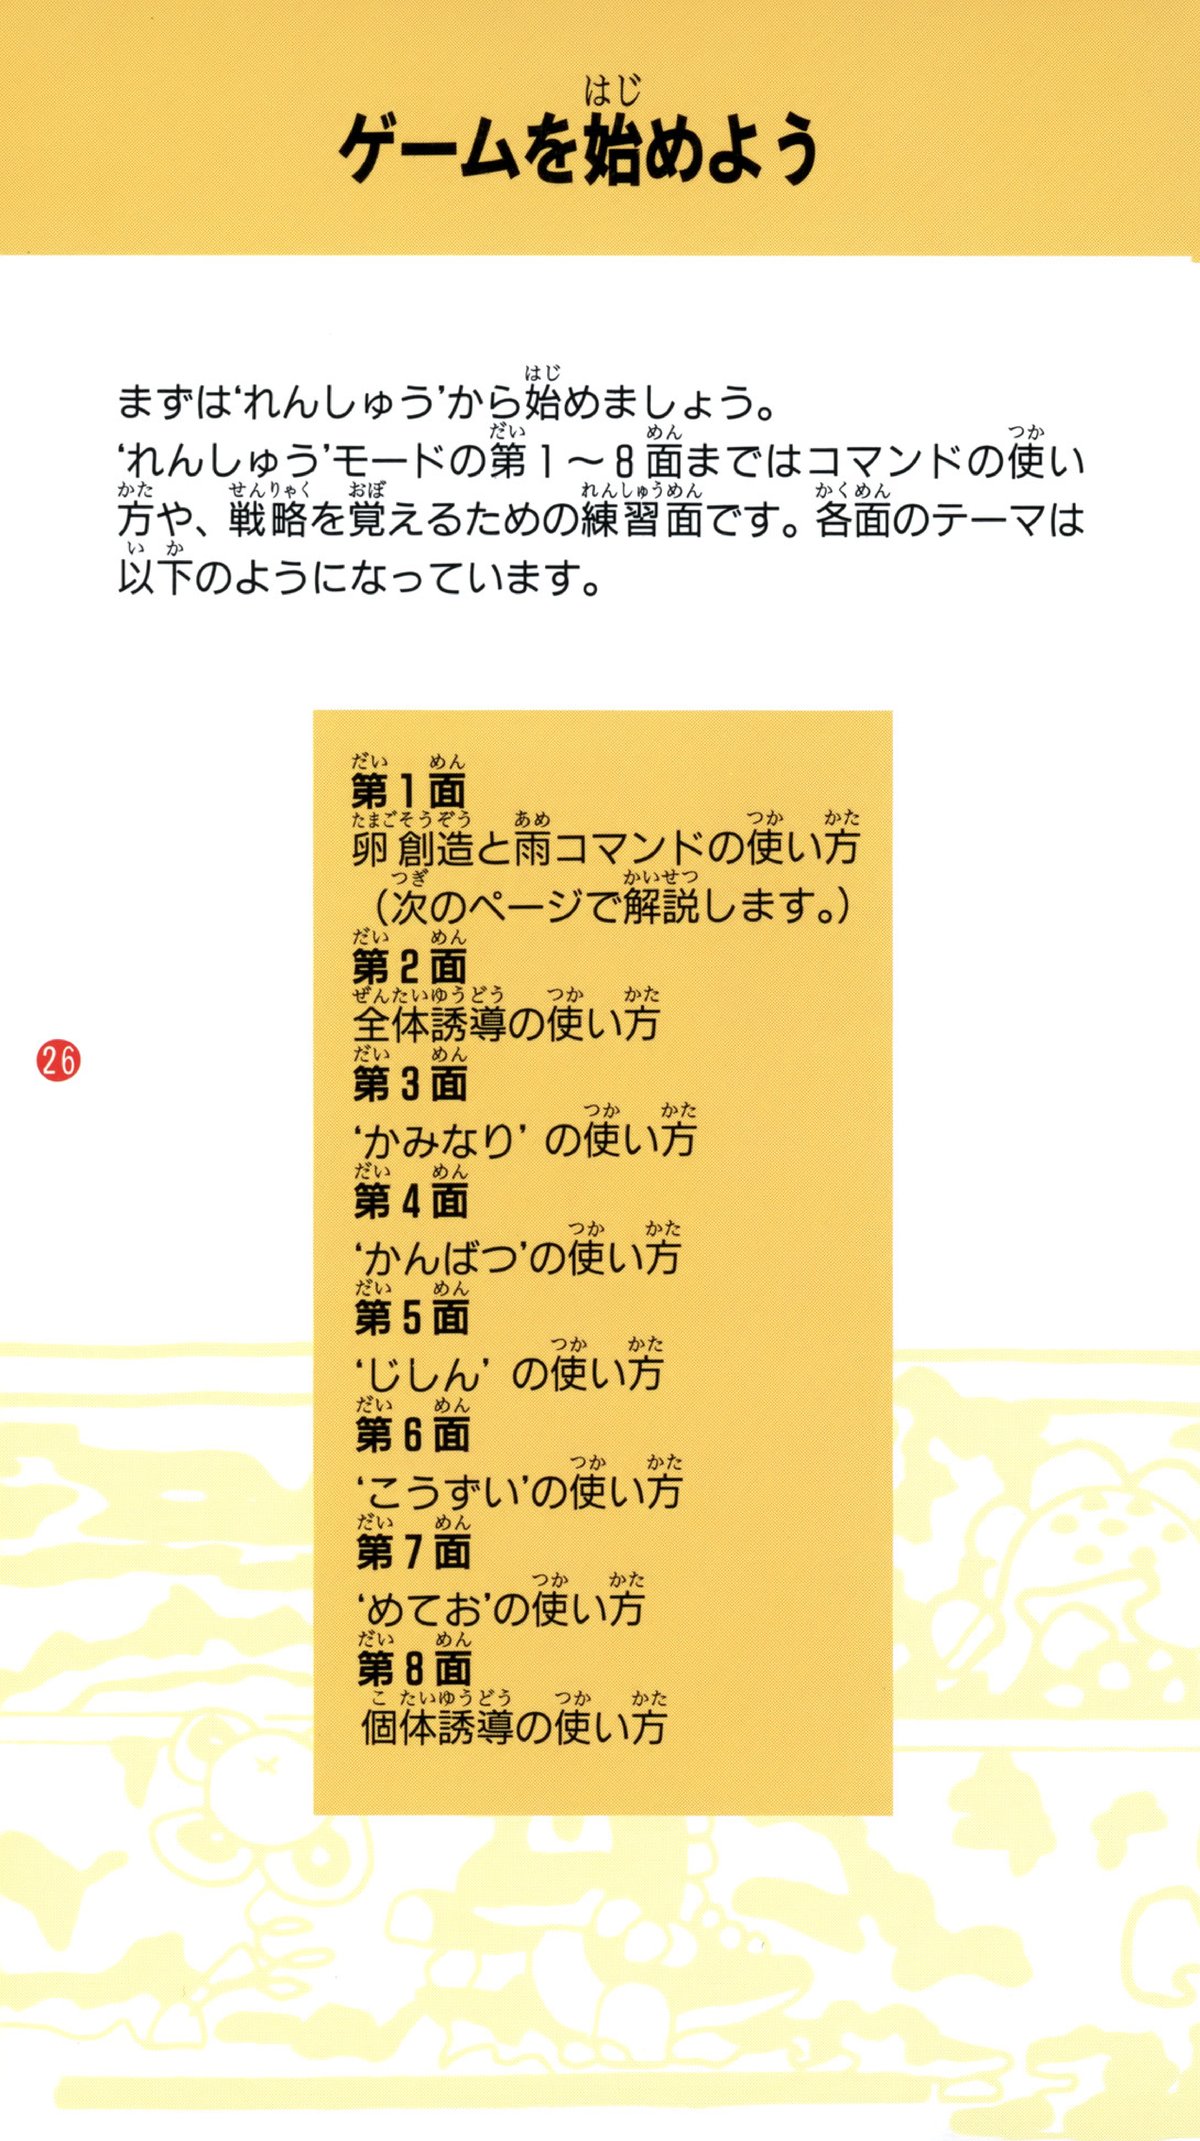 ゲームを始めよう
まずは‘れんしゅう’から始めましょう。
‘れんしゅう’モードの第1～8面まではコマンドの使い
方や、戦略を覚えるための練習面です。各面のテーマは
以下のようになっています。
第1面
卵創造と雨コマンドの使い方
（次のページで解説します。）
第2面
全体誘導の使い方
第3面
‘かみなり’の使い方
第4面
‘かんばつ’の使い方
第5面
‘じしん’の使い方
第6面
‘こうずい’の使い方
第7面
‘めてお’の使い方
第8面
個体誘導の使い方
26